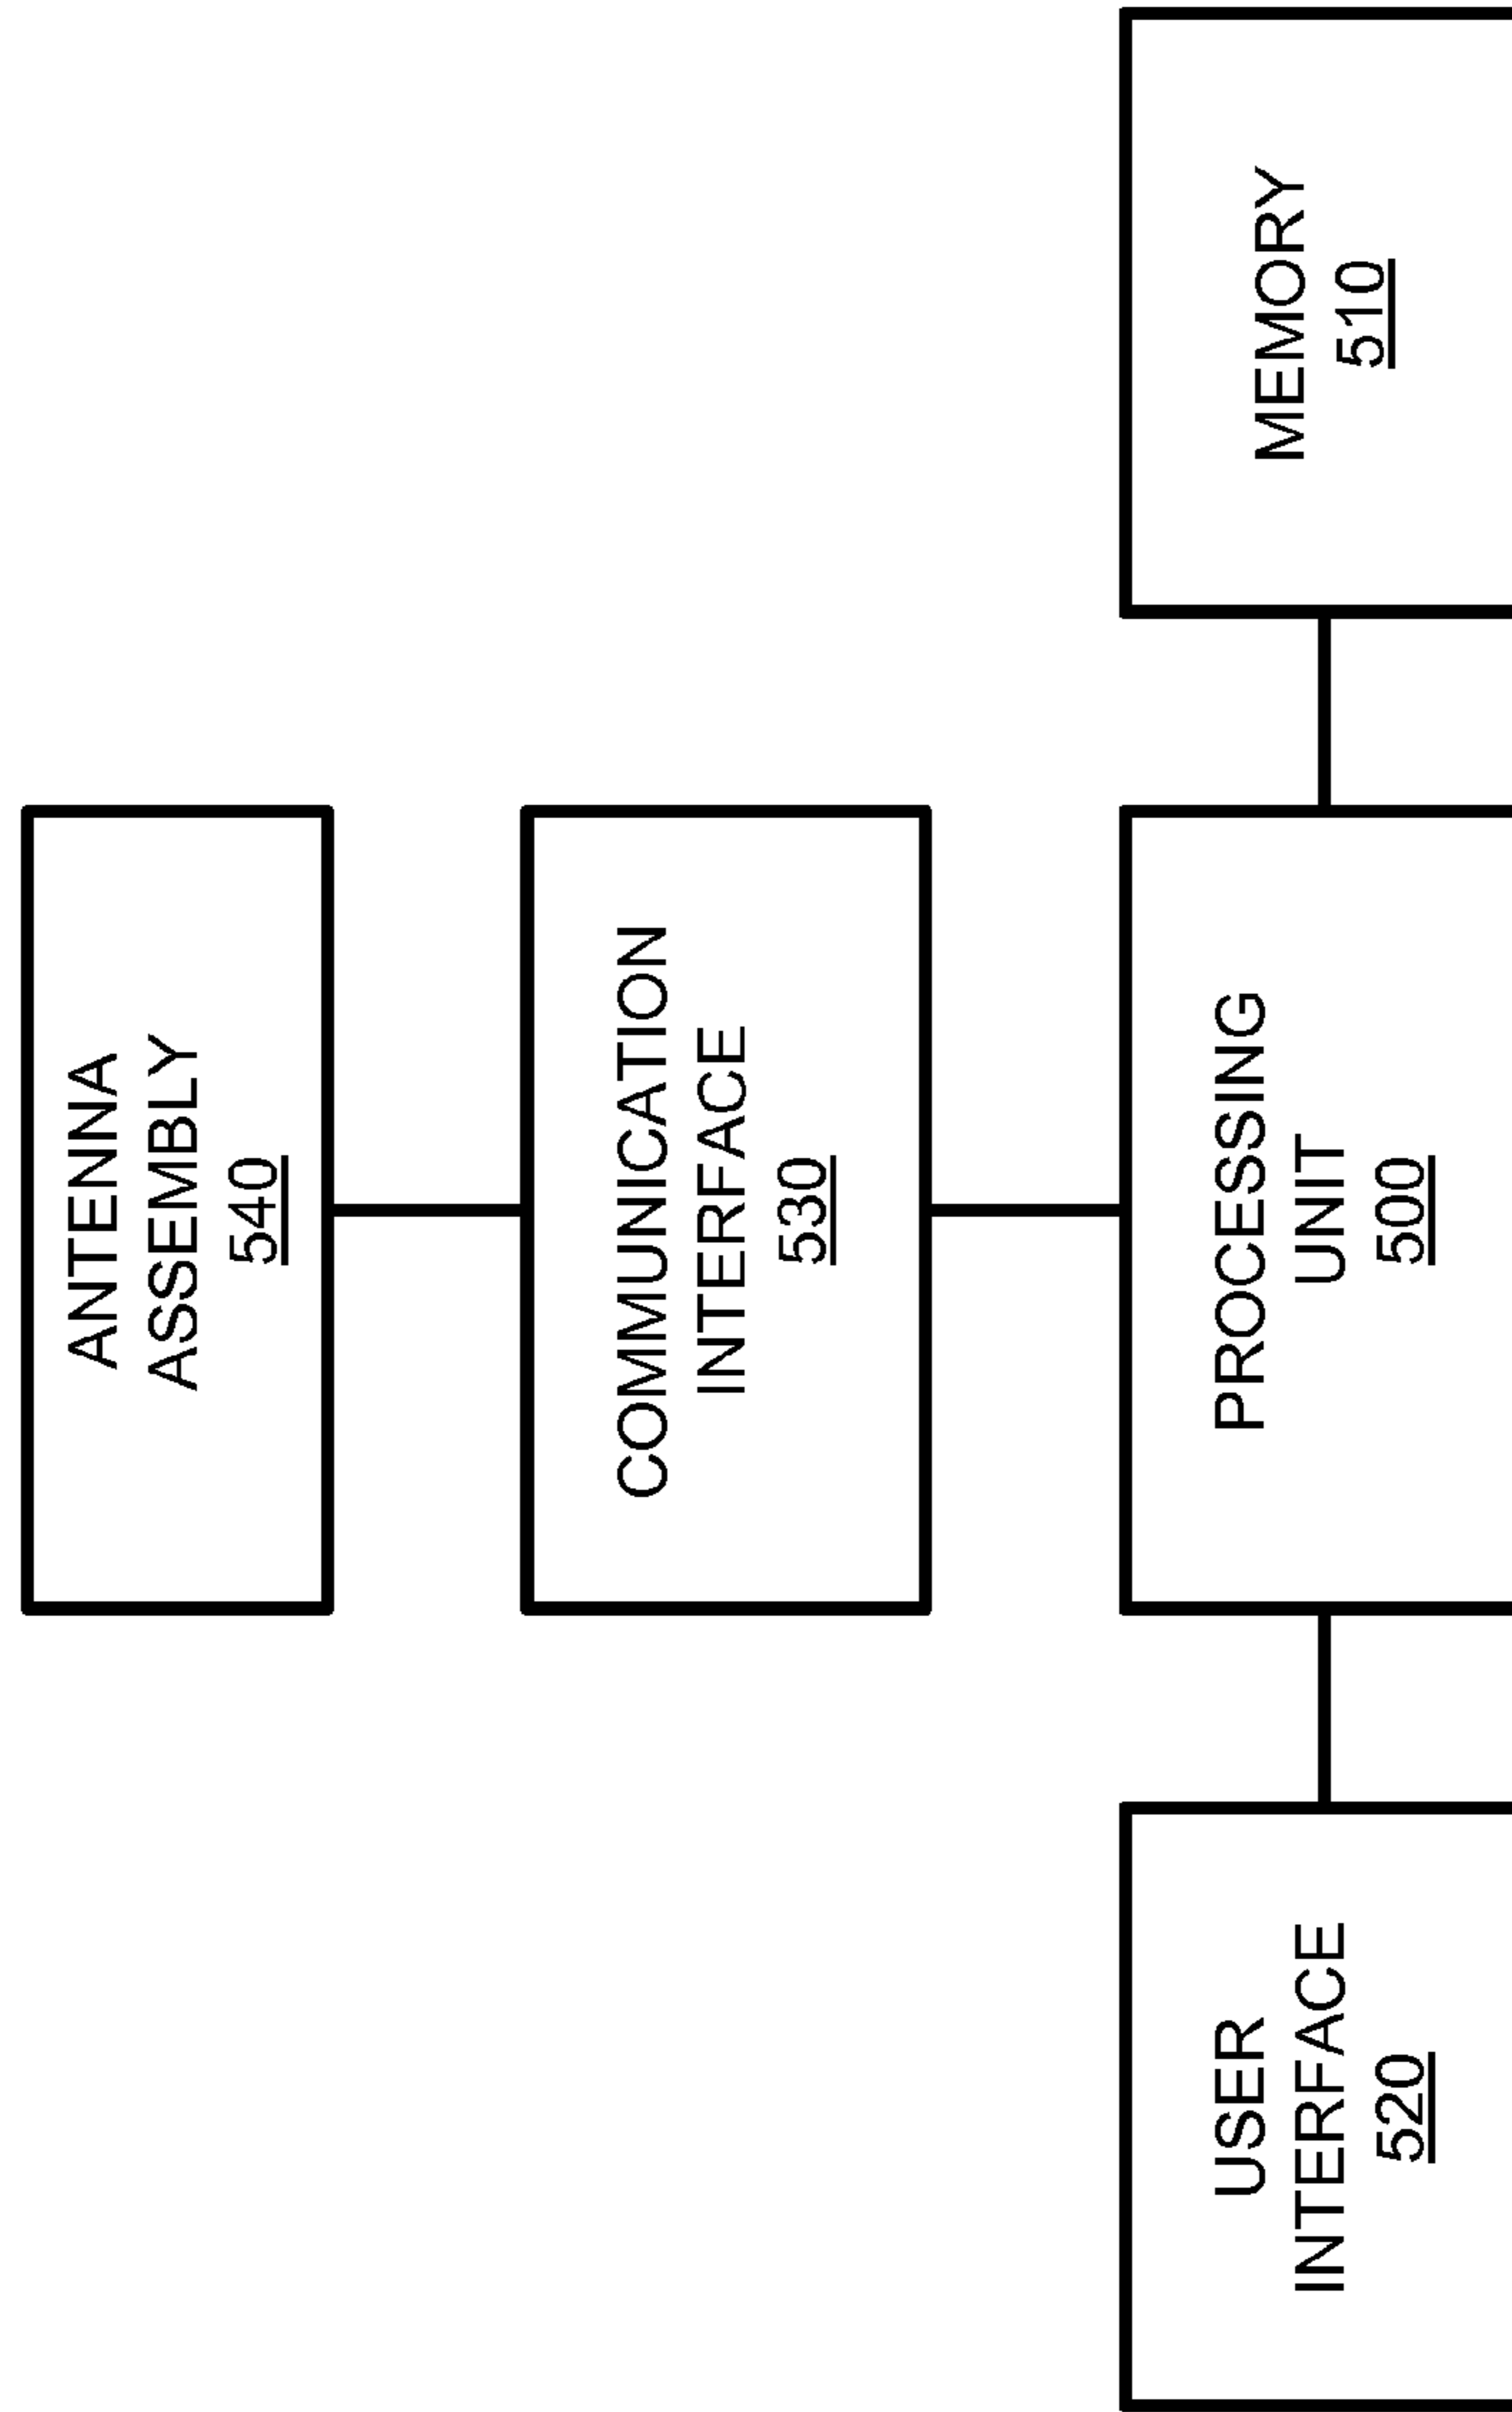 ANTENNA
ASSEMBLY
540
COMMUNICATION
INTERFACE
530
USER
INTERFACE
520
PROCESSING
UNIT
500
MEMORY
510